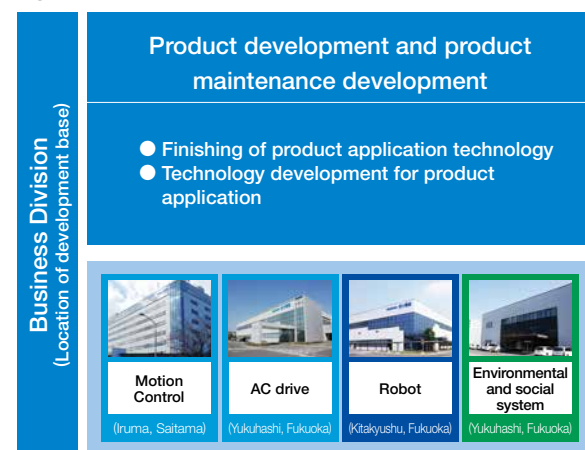 Business Division
(Location of development base)
Product development and product
maintenance development
● Finishing of product application technology
● Technology development for product
application
Motion
Control
(Iruma, Saitama)
AC drive
(Yukuhashi, Fukuoka)
Robot
(Kitakyushu, Fukuoka)
Environmental
and social
system
(Yukuhashi, Fukuoka)